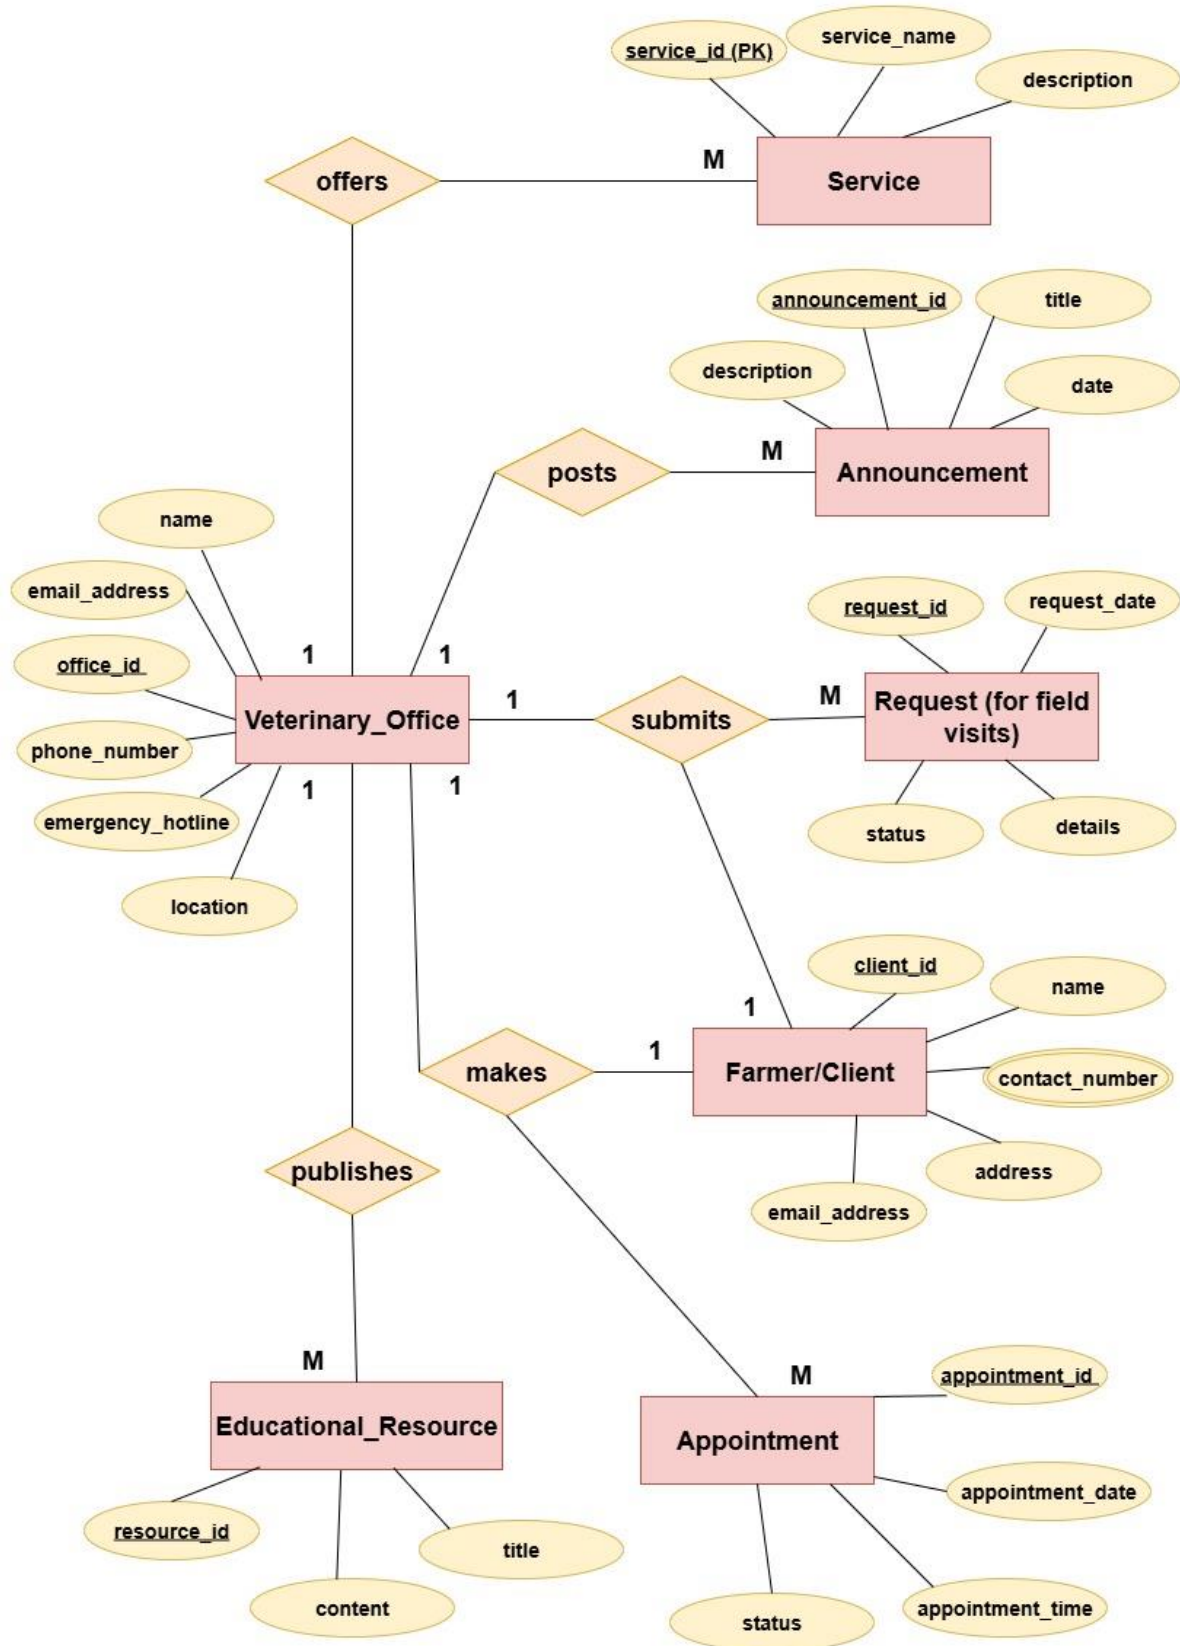 service_id (PK)
service_name
description
offers
M
Service
announcement_id
title
description
date
posts
M
Announcement
name
email_address
office_id
phone_number
emergency_hotline
location
1
1
Veterinary_Office
1
1
1
submits
M
request_id
request_date
Request (for field
visits)
status
details
client_id
name
1
makes
1
Farmer/Client
contact_number
address
email_address
publishes
M
Educational_Resource
resource_id
content
title
M
Appointment
appointment_id
appointment_date
appointment_time
status